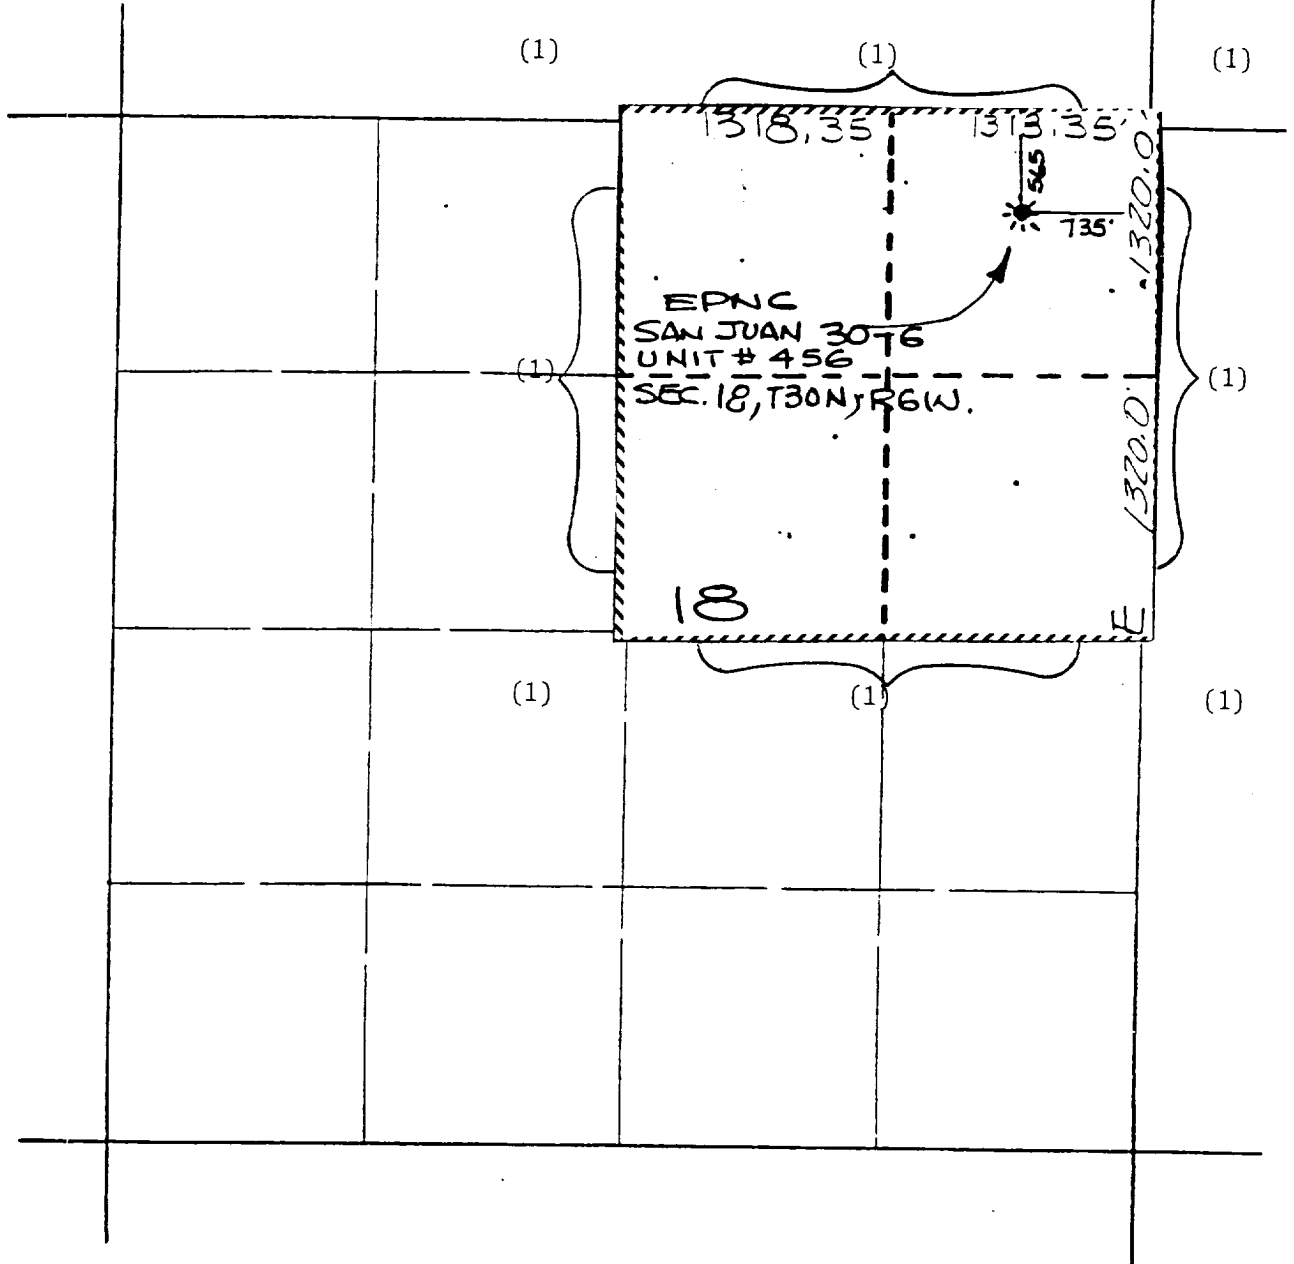 (1) (1) (1)
1318.35' 1313.35'
1320.0'
565
735'
EPNG
SAN JUAN 30-6
UNIT # 456
(1) (1)
SEC. 18, T30N, R6W.
1320.0'
18 E
(1) (1) (1)